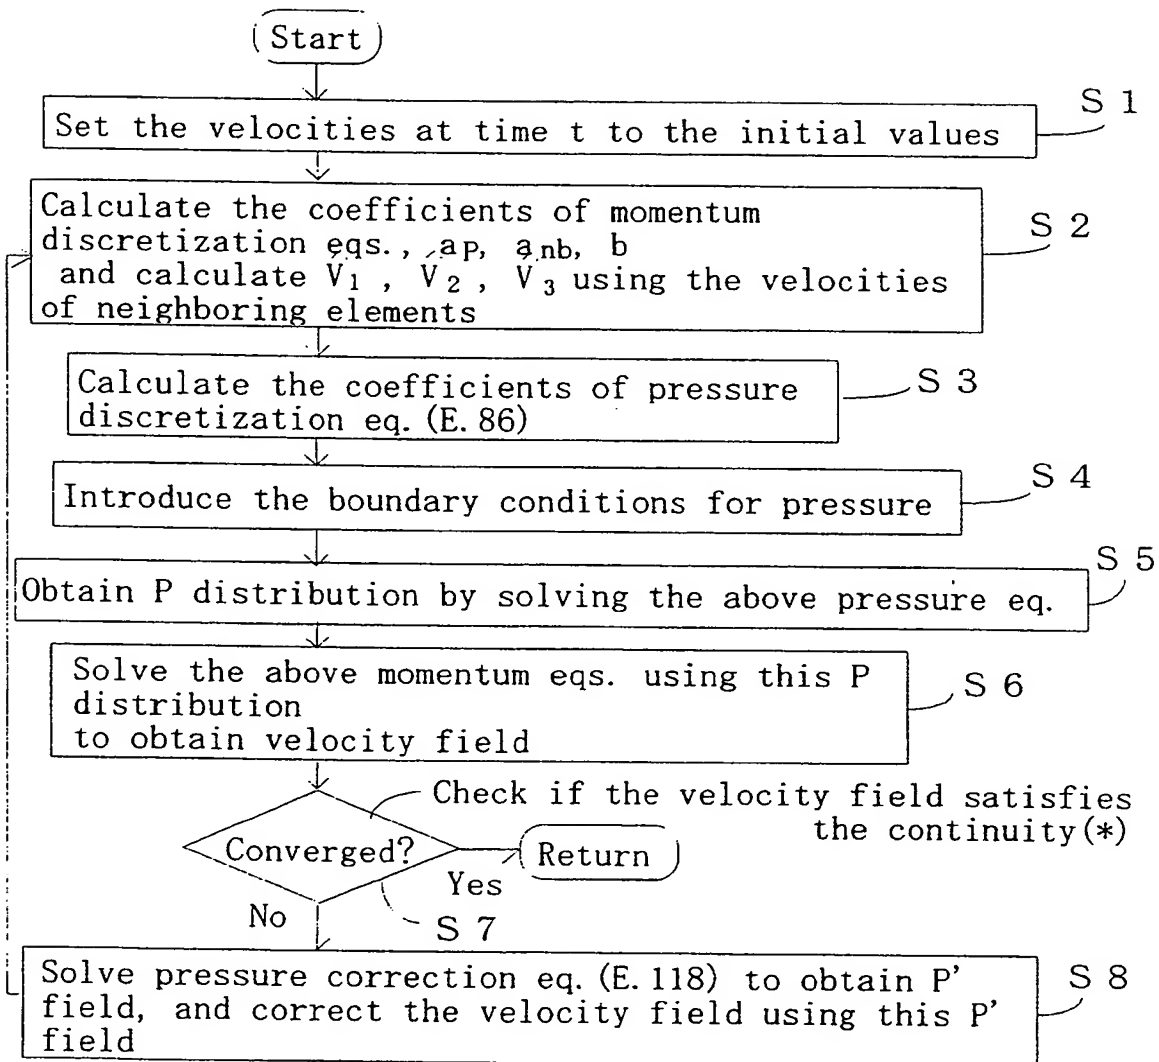 Start
S 1
Set the velocities at time t to the initial values
Calculate the coefficients of momentum
discretization eqs., aP, anb, b
and calculate V1, V2, V3 using the velocities
of neighboring elements
S 2
Calculate the coefficients of pressure
discretization eq. (E. 86)
S 3
Introduce the boundary conditions for pressure
S 4
S 5
Obtain P distribution by solving the above pressure eq.
Solve the above momentum eqs. using this P
distribution
to obtain velocity field
S 6
Check if the velocity field satisfies
the continuity(*)
Converged?
Return
Yes
No
S 7
Solve pressure correction eq. (E. 118) to obtain P'
field, and correct the velocity field using this P'
field
S 8